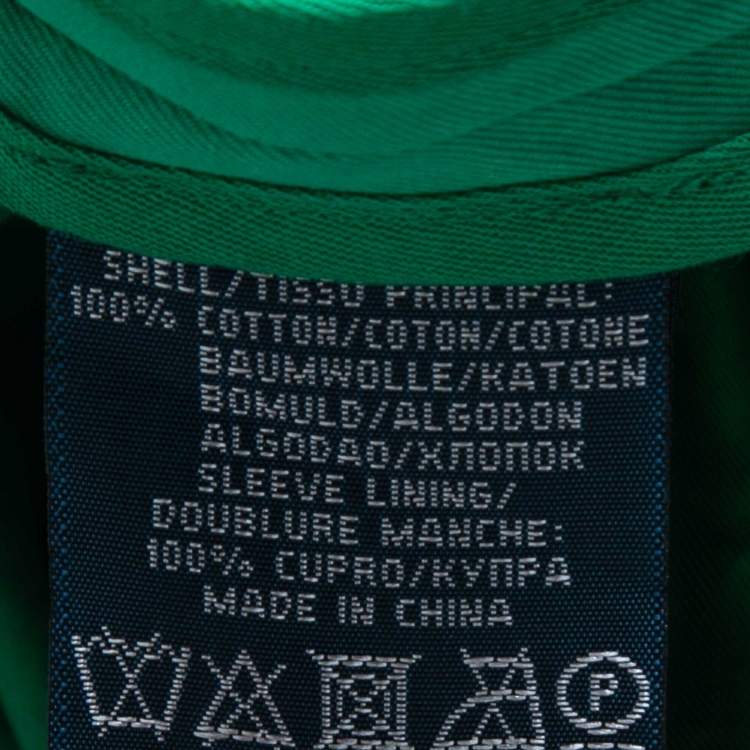 SHELL/TISSU PRINCIPAL:
100% COTTON/COTON/COTONE
BAUMWOLLE/KATOEN
BOMULD/ALGODON
ALGODAO/ХЛОПОК
SLEEVE LINING/
DOUBLURE MANCHE:
100% CUPRO/КУПРА
MADE IN CHINA
P